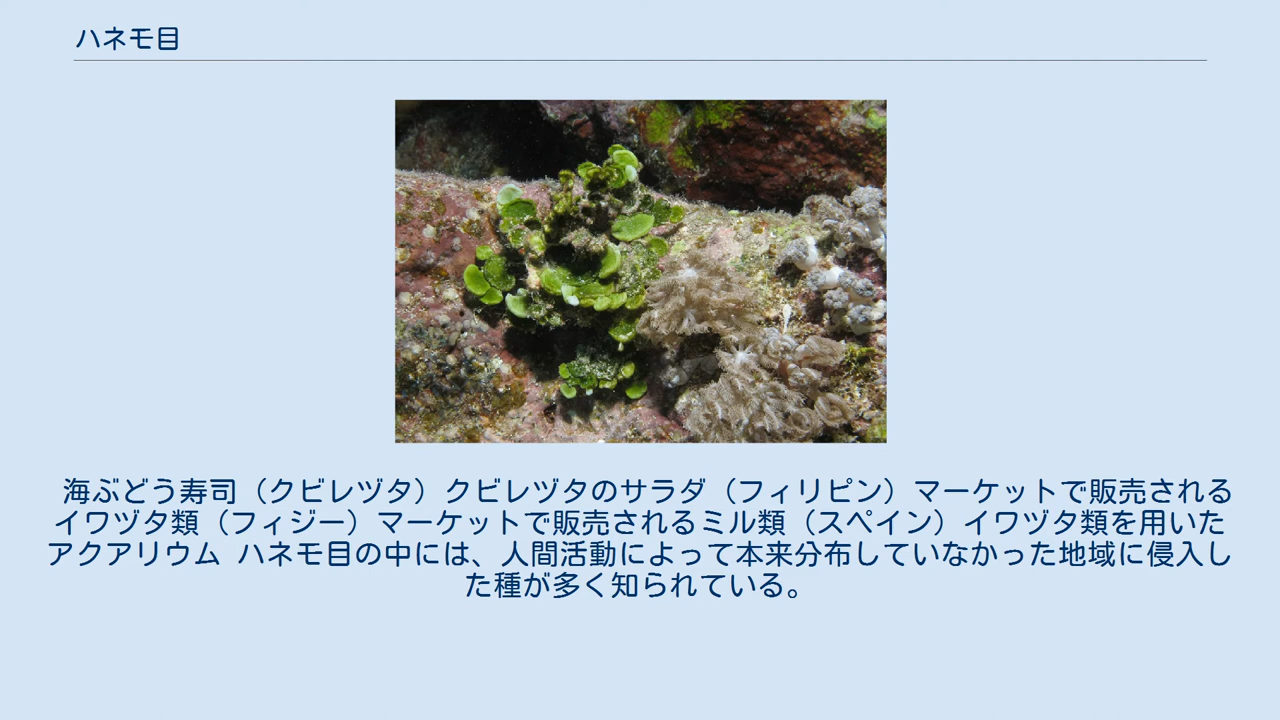 ハネモ目
海ぶどう寿司（クビレヅタ）クビレヅタのサラダ（フィリピン）マーケットで販売される
イワヅタ類（フィジー）マーケットで販売されるミル類（スペイン）イワヅタ類を用いた
アクアリウム ハネモ目の中には、人間活動によって本来分布していなかった地域に侵入し
た種が多く知られている。